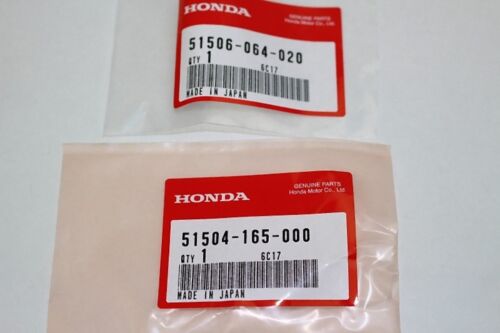 HONDA
GENUINE PARTS
Honda Motor Co., Ltd
51506-064-020
QTY 1 6C17
MADE IN JAPAN
HONDA
GENUINE PARTS
Honda Motor Co., Ltd
51504-165-000
QTY 1 6C17
MADE IN JAPAN